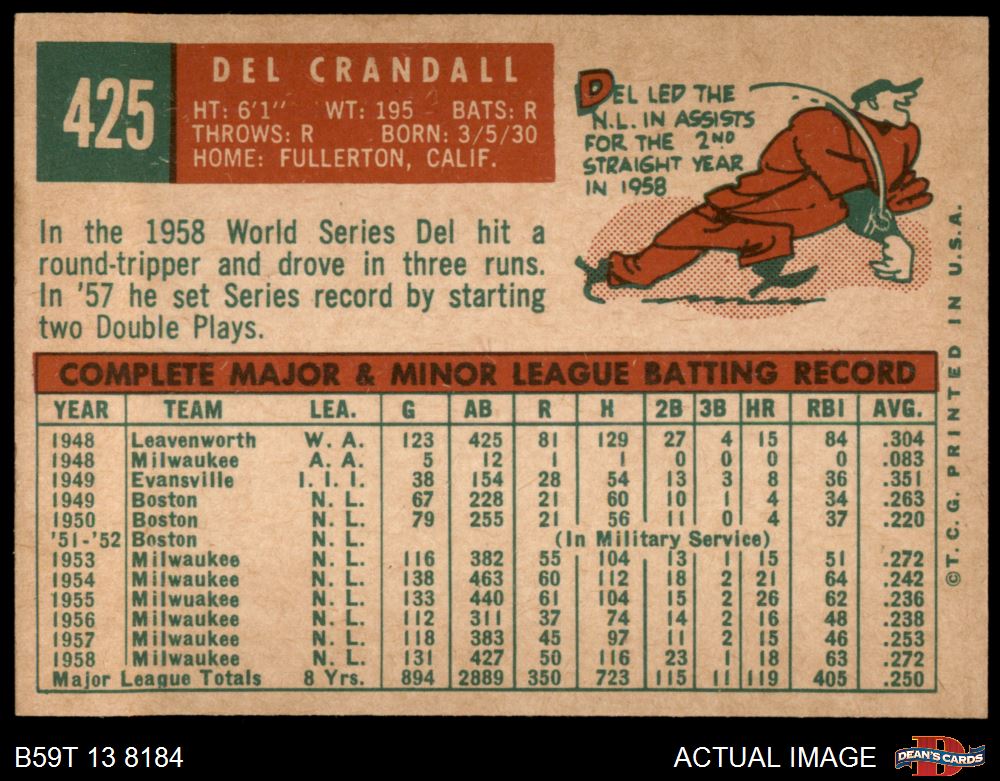 425
DEL CRANDALL
HT: 6'1" WT: 195 BATS: R
THROWS: R BORN: 3/5/30
HOME: FULLERTON, CALIF.
DEL LED THE
N.L. IN ASSISTS
FOR THE 2ND
STRAIGHT YEAR
IN 1958
In the 1958 World Series Del hit a
round-tripper and drove in three runs.
In '57 he set Series record by starting
two Double Plays.
COMPLETE MAJOR & MINOR LEAGUE BATTING RECORD
YEAR TEAM LEA. G AB R H 2B 3B HR RBI AVG.
1948 Leavenworth W. A. 123 425 81 129 27 4 15 84 .304
1948 Milwaukee A. A. 5 12 1 1 0 0 0 0 .083
1949 Evansville I. I. I. 38 154 28 54 13 3 8 36 .351
1949 Boston N. L. 67 228 21 60 10 1 4 34 .263
1950 Boston N. L. 79 255 21 56 11 0 4 37 .220
'51-'52 Boston N. L. (In Military Service)
1953 Milwaukee N. L. 116 382 55 104 13 1 15 51 .272
1954 Milwaukee N. L. 138 463 60 112 18 2 21 64 .242
1955 Milwuakee N. L. 133 440 61 104 15 2 26 62 .236
1956 Milwaukee N. L. 112 311 37 74 14 2 16 48 .238
1957 Milwaukee N. L. 118 383 45 97 11 2 15 46 .253
1958 Milwaukee N. L. 131 427 50 116 23 1 18 63 .272
Major League Totals 8 Yrs. 894 2889 350 723 115 11 119 405 .250
©T.C.G. PRINTED IN U.S.A.
B59T 13 8184
ACTUAL IMAGE
D
DEAN'S CARDS